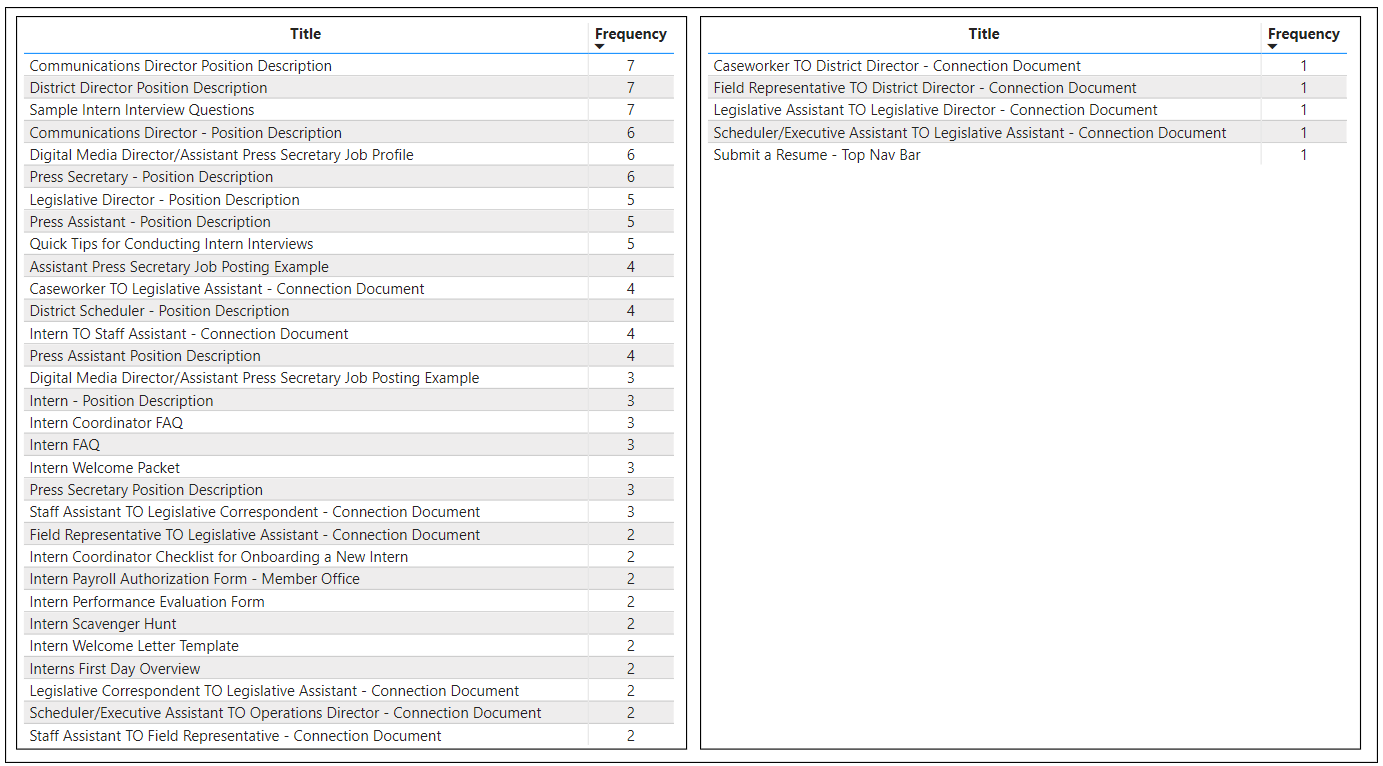 Title Frequency
Communications Director Position Description 7
District Director Position Description 7
Sample Intern Interview Questions 7
Communications Director - Position Description 6
Digital Media Director/Assistant Press Secretary Job Profile 6
Press Secretary - Position Description 6
Legislative Director - Position Description 5
Press Assistant - Position Description 5
Quick Tips for Conducting Intern Interviews 5
Assistant Press Secretary Job Posting Example 4
Caseworker TO Legislative Assistant - Connection Document 4
District Scheduler - Position Description 4
Intern TO Staff Assistant - Connection Document 4
Press Assistant Position Description 4
Digital Media Director/Assistant Press Secretary Job Posting Example 3
Intern - Position Description 3
Intern Coordinator FAQ 3
Intern FAQ 3
Intern Welcome Packet 3
Press Secretary Position Description 3
Staff Assistant TO Legislative Correspondent - Connection Document 3
Field Representative TO Legislative Assistant - Connection Document 2
Intern Coordinator Checklist for Onboarding a New Intern 2
Intern Payroll Authorization Form - Member Office 2
Intern Performance Evaluation Form 2
Intern Scavenger Hunt 2
Intern Welcome Letter Template 2
Interns First Day Overview 2
Legislative Correspondent TO Legislative Assistant - Connection Document 2
Scheduler/Executive Assistant TO Operations Director - Connection Document 2
Staff Assistant TO Field Representative - Connection Document 2
Title Frequency
Caseworker TO District Director - Connection Document 1
Field Representative TO District Director - Connection Document 1
Legislative Assistant TO Legislative Director - Connection Document 1
Scheduler/Executive Assistant TO Legislative Assistant - Connection Document 1
Submit a Resume - Top Nav Bar 1